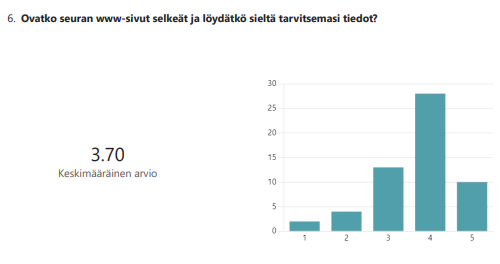 6. Ovatko seuran www-sivut selkeät ja löydätkö sieltä tarvitsemasi tiedot?
3.70
Keskimääräinen arvio
30
25
20
15
10
5
0
1 2 3 4 5